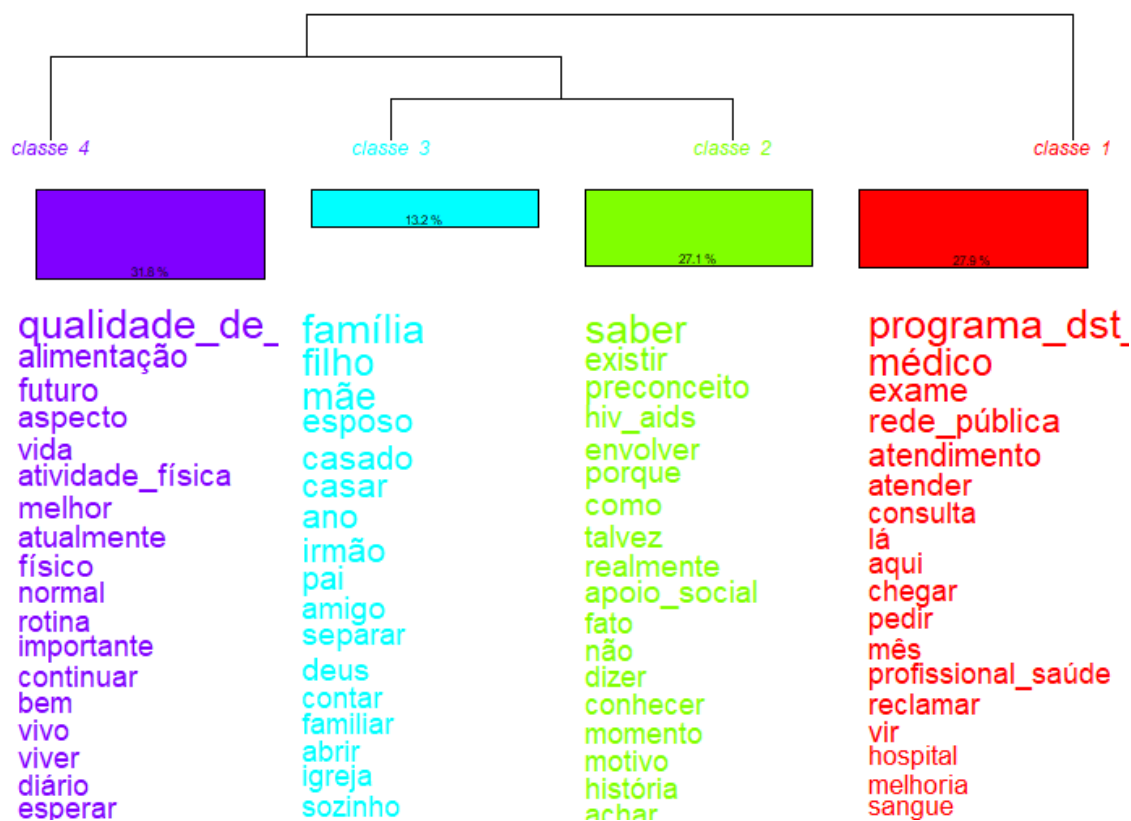 classe 4
classe 3
classe 2
classe 1
31.6 %
13.2 %
27.1 %
27.9 %
qualidade_de_
alimentação
futuro
aspecto
vida
atividade_física
melhor
atualmente
físico
normal
rotina
importante
continuar
bem
vivo
viver
diário
esperar
família
filho
mãe
esposo
casado
casar
ano
irmão
pai
amigo
separar
deus
contar
familiar
abrir
igreja
sozinho
saber
existir
preconceito
hiv_aids
envolver
porque
como
talvez
realmente
apoio_social
fato
não
dizer
conhecer
momento
motivo
história
achar
programa_dst_
médico
exame
rede_pública
atendimento
atender
consulta
lá
aqui
chegar
pedir
mês
profissional_saúde
reclamar
vir
hospital
melhoria
sangue